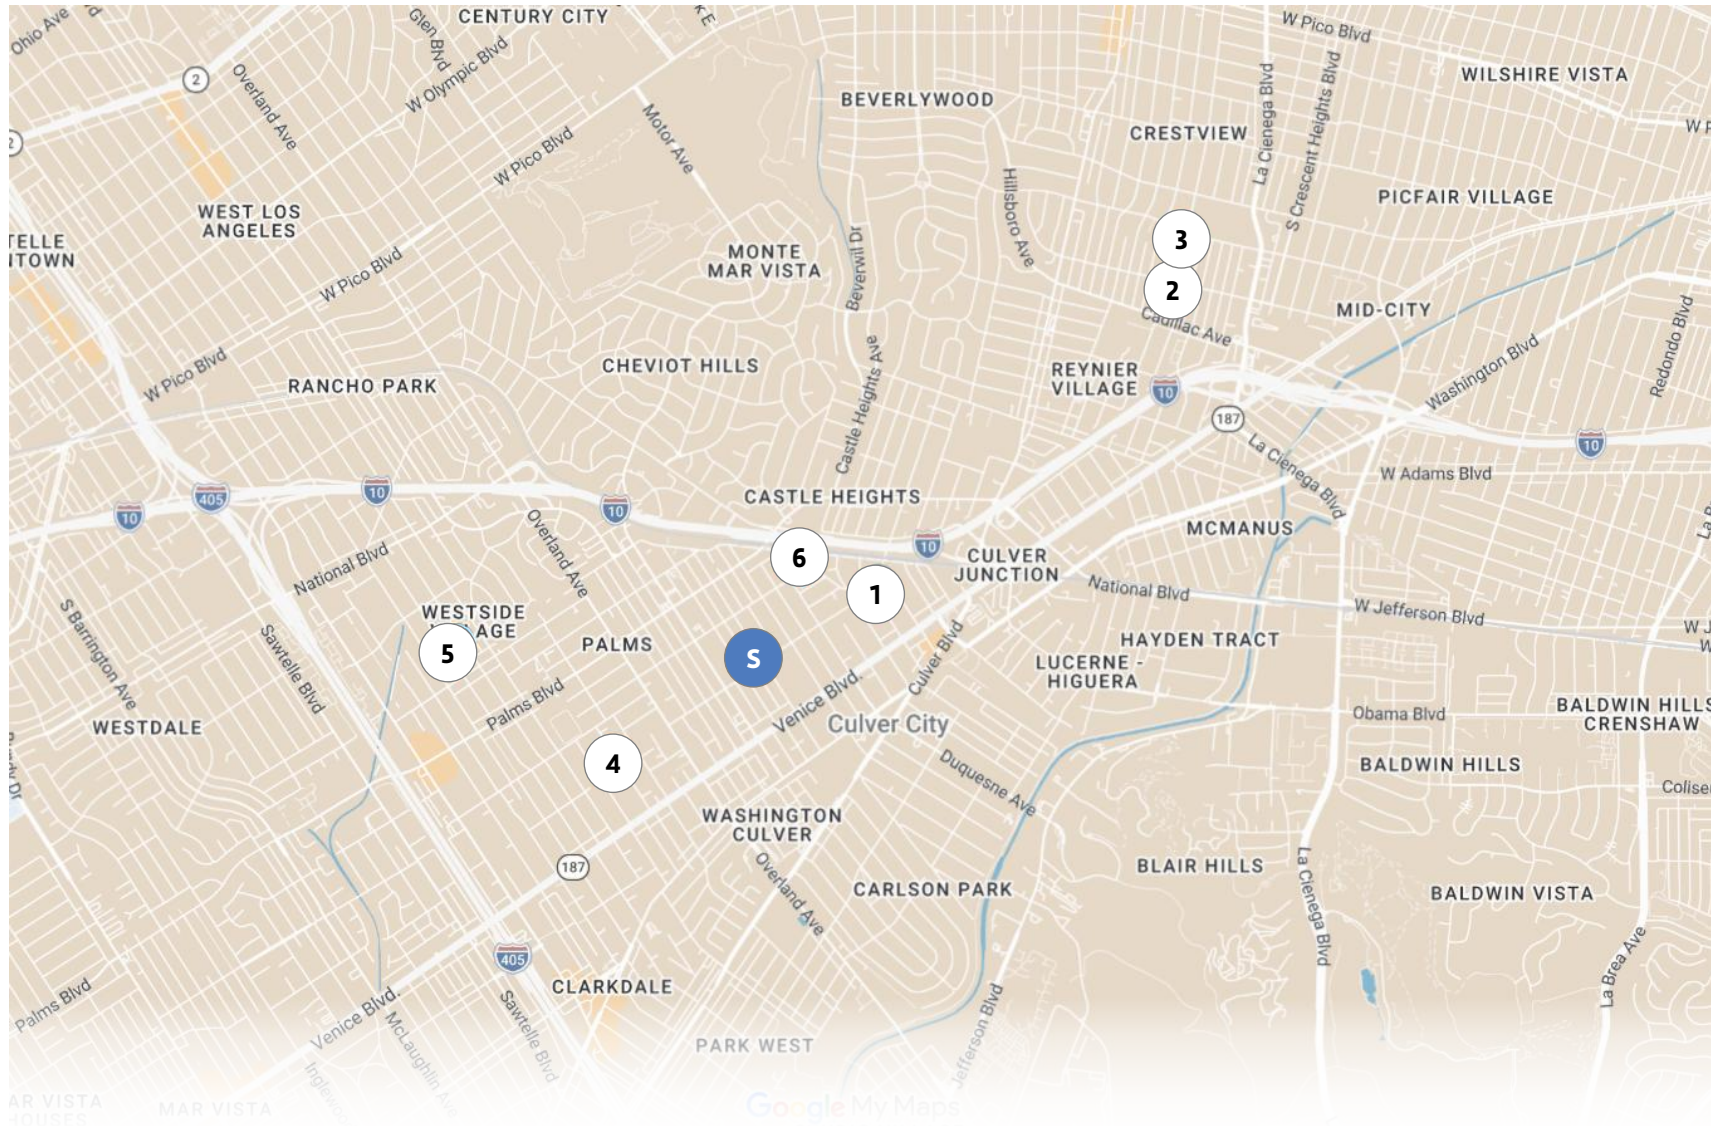 CENTURY CITY
Ohio Ave
Glen Blvd
W Olympic Blvd
W Pico Blvd
2
Overland Ave
BEVERLYWOOD
WILSHIRE VISTA
Motor Ave
La Cienega Blvd
S Crescent Heights Blvd
CRESTVIEW
W Pico Blvd
2
Hillsboro Ave
PICFAIR VILLAGE
WEST LOS
ANGELES
3
MONTE
MAR VISTA
Beverwil Dr
W Pico Blvd
2
MID-CITY
Cadillac Ave
Redondo Blvd
Washington Blvd
W Pico Blvd
CHEVIOT HILLS
REYNIER
VILLAGE
RANCHO PARK
10
Castle Heights Ave
187
La Cienega Blvd
10
W Adams Blvd
405
10
10
10
CASTLE HEIGHTS
MCMANUS
Overland Ave
10
6
CULVER
JUNCTION
National Blvd
1
National Blvd
W Jefferson Blvd
S Barrington Ave
WESTSIDE
Sawtelle Blvd
5
PALMS
S
Culver Blvd
HAYDEN TRACT
LUCERNE -
HIGUERA
Palms Blvd
Venice Blvd.
Culver City
WESTDALE
Obama Blvd
BALDWIN HILLS
CRENSHAW
4
Duquesne Ave
BALDWIN HILLS
WASHINGTON
CULVER
187
Overland Ave
CARLSON PARK
BLAIR HILLS
BALDWIN VISTA
La Cienega Blvd
La Brea Ave
405
CLARKDALE
Palms Blvd
Venice Blvd.
McLaughlin Ave
Sawtelle Blvd
Jefferson Blvd
PARK WEST
MAR VISTA
Google My Maps